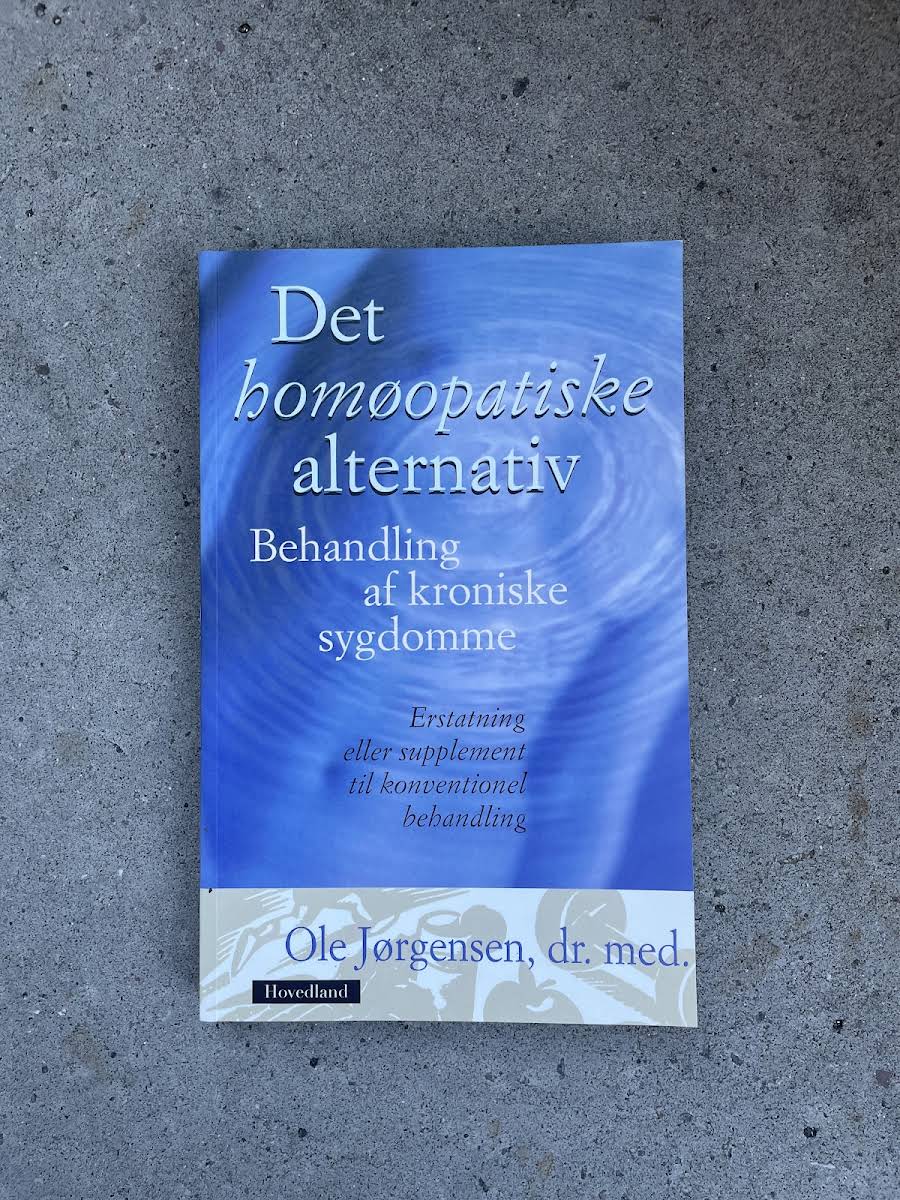 Det
homøopatiske
alternativ
Behandling
af kroniske
sygdomme
Erstatning
eller supplement
til konventionel
behandling
Ole Jørgensen, dr. med.
Hovedland